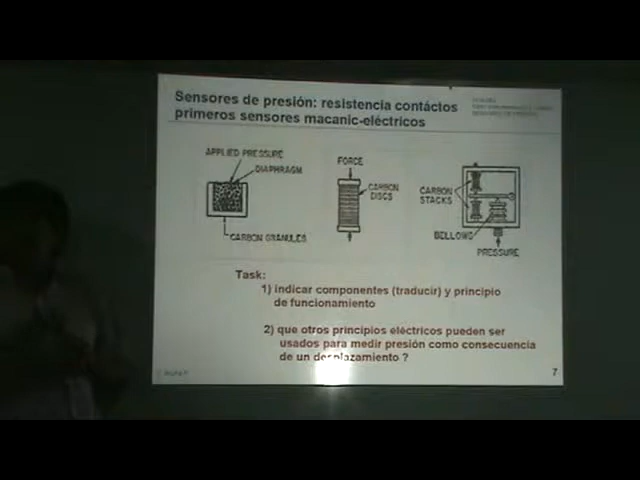 Sensores de presión: resistencia contáctos
primeros sensores macanic-eléctricos
APPLIED PRESSURE
DIAPHRAGM
CARBON GRANULES
FORCE
CARBON
DISCS
CARBON
STACKS
BELLOWS
PRESSURE
Task:
1) indicar componentes (traducir) y principio
de funcionamiento
2) que otros principios eléctricos pueden ser
usados para medir presión como consecuencia
de un desplazamiento ?
7